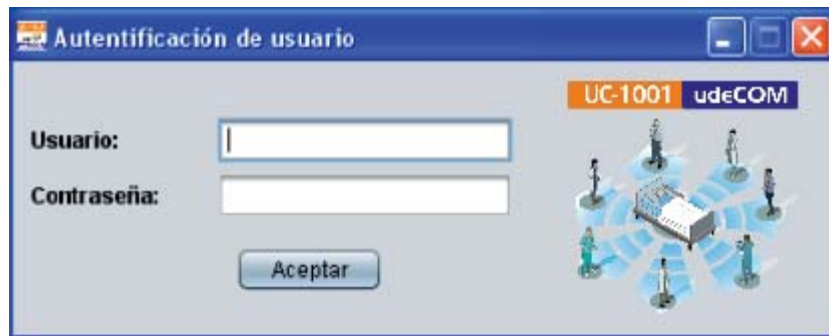 Autentificación de usuario
UC-1001 udeCOM
Usuario:
Contraseña:
Aceptar